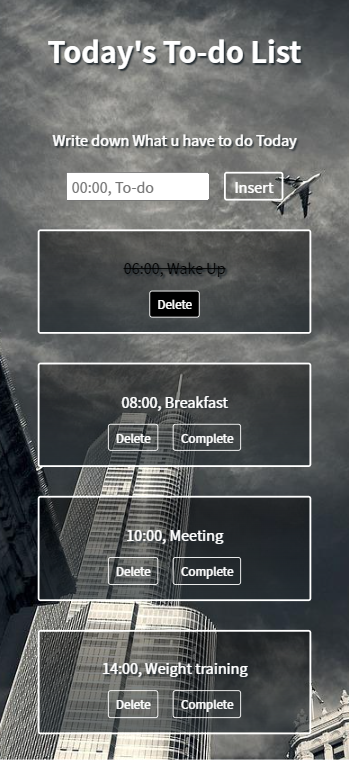 Today's To-do List
Write down What u have to do Today
00:00, To-do Insert
06:00, Wake Up
Delete
08:00, Breakfast
Delete Complete
10:00, Meeting
Delete Complete
14:00, Weight training
Delete Complete